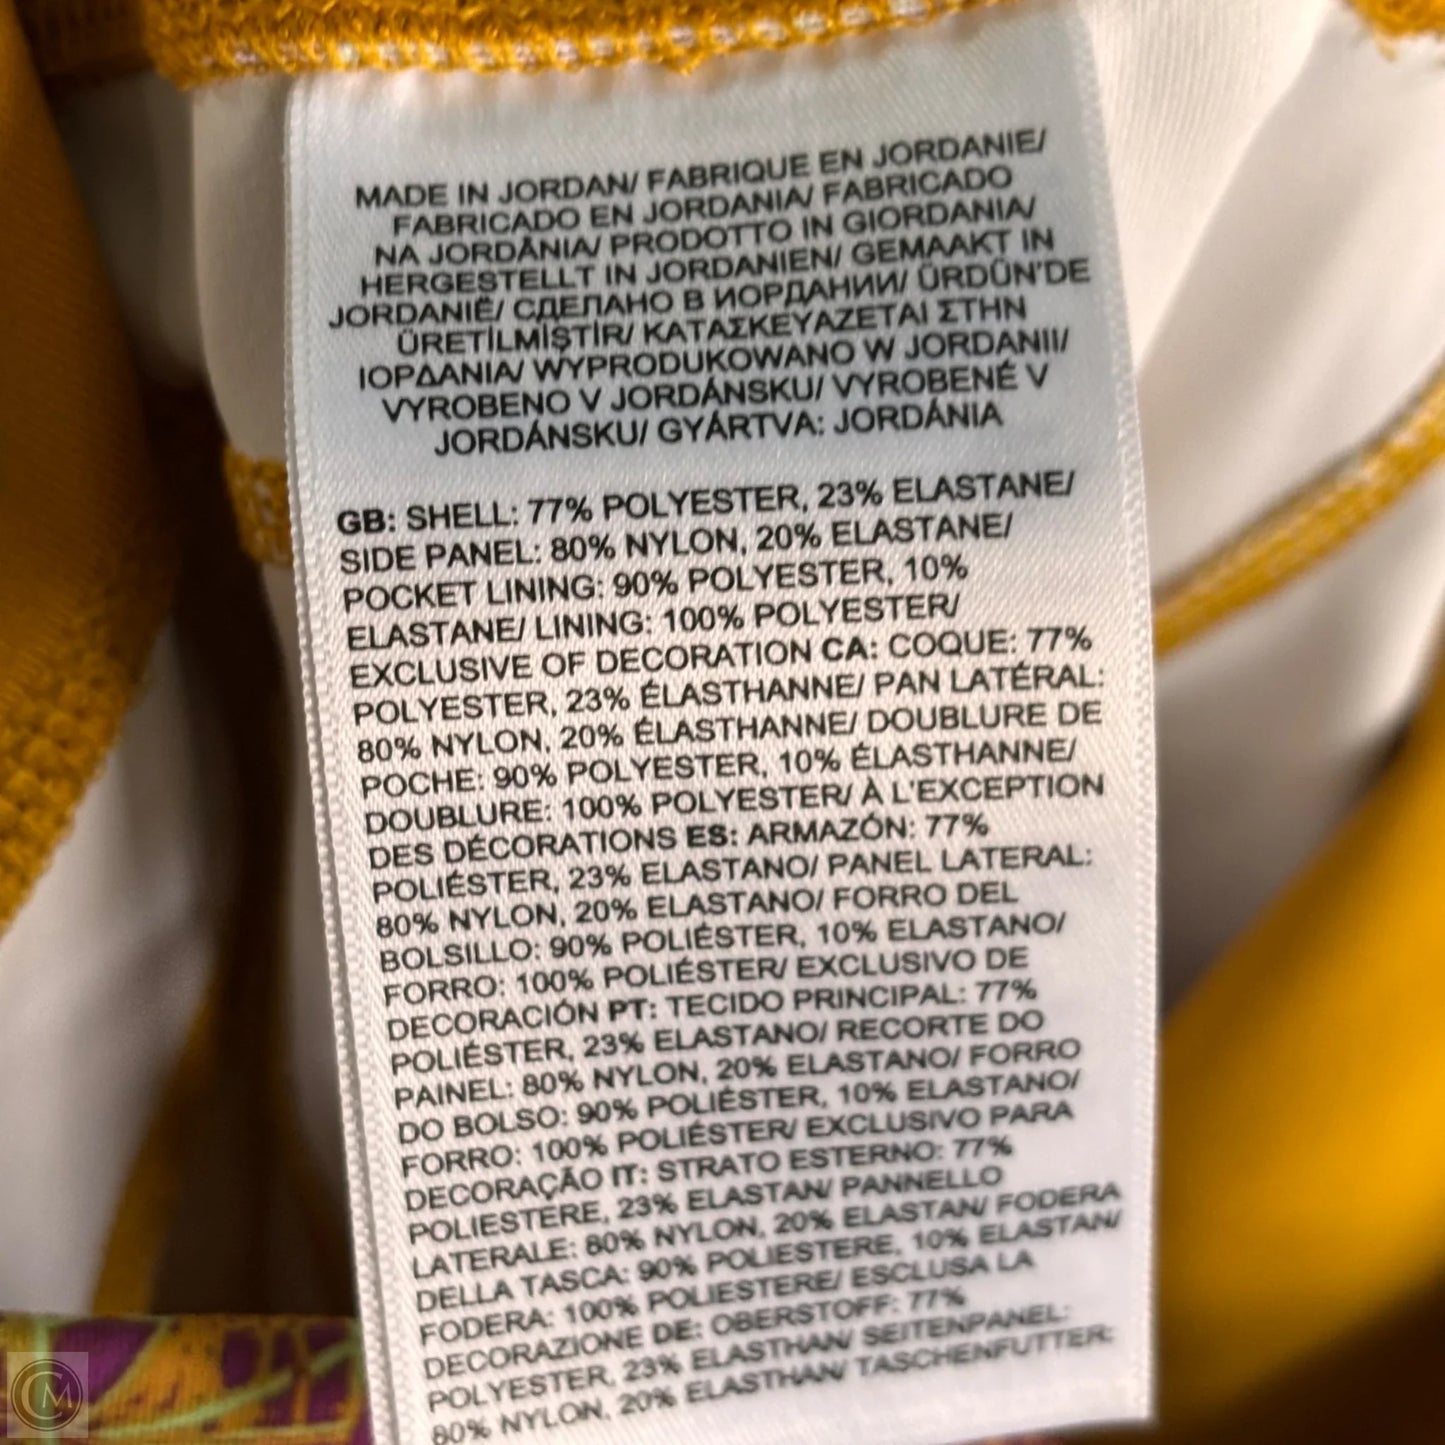 MADE IN JORDAN/ FABRIQUE EN JORDANIE/
FABRICADO EN JORDANIA/ FABRICADO
NA JORDÂNIA/ PRODOTTO IN GIORDANIA/
HERGESTELLT IN JORDANIEN/ GEMAAKT IN
JORDANIË/ СДЕЛАНО В ИОРДАНИИ/ ÜRDÜN'DE
ÜRETİLMİŞTİR/ ΚΑΤΑΣΚΕΥΑΖΕΤΑΙ ΣΤΗΝ
ΙΟΡΔΑΝΙΑ/ WYPRODUKOWANO W JORDANII/
VYROBENO V JORDÁNSKU/ VYROBENÉ V
JORDÁNSKU/ GYÁRTVA: JORDÁNIA
GB: SHELL: 77% POLYESTER, 23% ELASTANE/
SIDE PANEL: 80% NYLON, 20% ELASTANE/
POCKET LINING: 90% POLYESTER, 10%
ELASTANE/ LINING: 100% POLYESTER/
EXCLUSIVE OF DECORATION CA: COQUE: 77%
POLYESTER, 23% ÉLASTHANNE/ PAN LATÉRAL:
80% NYLON, 20% ÉLASTHANNE/ DOUBLURE DE
POCHE: 90% POLYESTER, 10% ÉLASTHANNE/
DOUBLURE: 100% POLYESTER/ À L'EXCEPTION
DES DÉCORATIONS ES: ARMAZÓN: 77%
POLIÉSTER, 23% ELASTANO/ PANEL LATERAL:
80% NYLON, 20% ELASTANO/ FORRO DEL
BOLSILLO: 90% POLIÉSTER, 10% ELASTANO/
FORRO: 100% POLIÉSTER/ EXCLUSIVO DE
DECORACIÓN PT: TECIDO PRINCIPAL: 77%
POLIÉSTER, 23% ELASTANO/ RECORTE DO
PAINEL: 80% NYLON, 20% ELASTANO/ FORRO
DO BOLSO: 90% POLIÉSTER, 10% ELASTANO/
FORRO: 100% POLIÉSTER/ EXCLUSIVO PARA
DECORAÇÃO IT: STRATO ESTERNO: 77%
POLIESTERE, 23% ELASTAN/ PANNELLO
LATERALE: 80% NYLON, 20% ELASTAN/ FODERA
DELLA TASCA: 90% POLIESTERE, 10% ELASTAN/
FODERA: 100% POLIESTERE/ ESCLUSA LA
DECORAZIONE DE: OBERSTOFF: 77%
POLYESTER, 23% ELASTHAN/ SEITENPANEL:
80% NYLON, 20% ELASTHAN/ TASCHENFUTTER:
CM